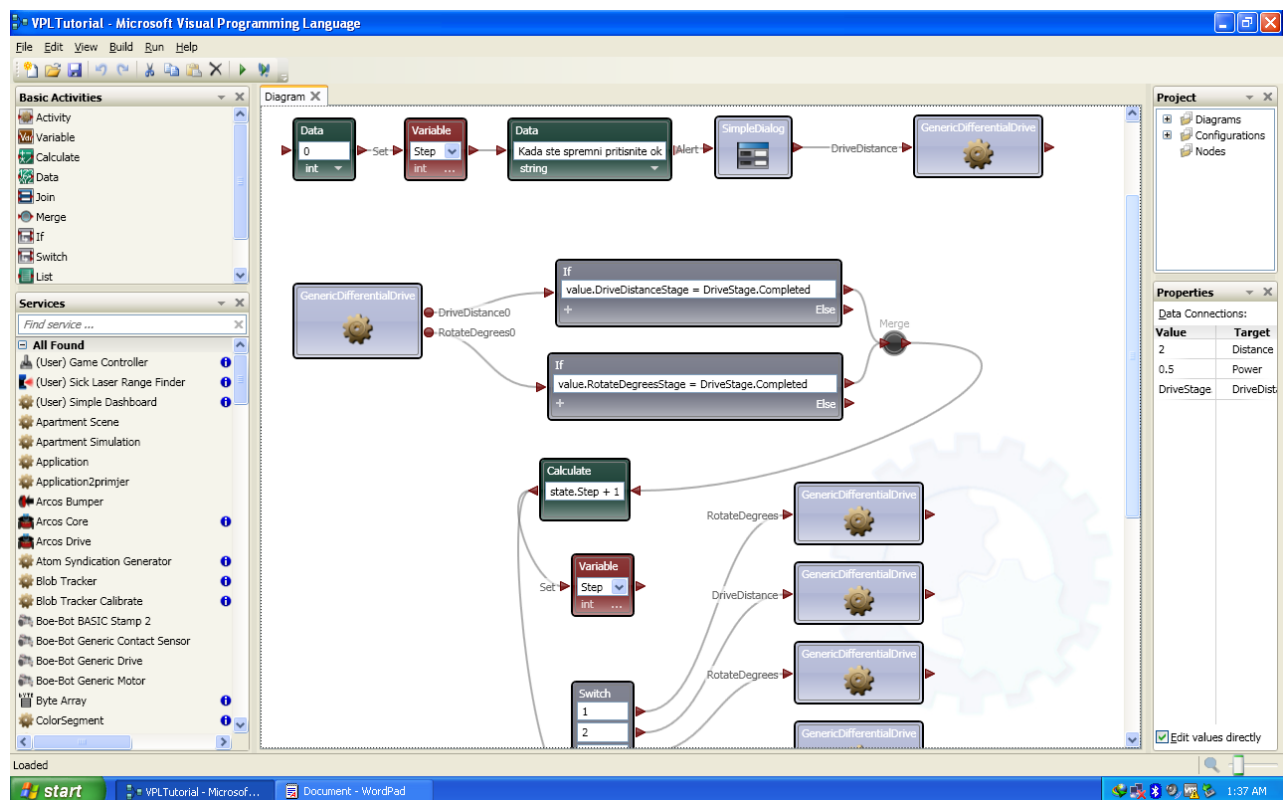 VPLTutorial - Microsoft Visual Programming Language
File Edit View Build Run Help
Basic Activities
Activity
Variable
Calculate
Data
Join
Merge
If
Switch
List
Services
Find service ...
All Found
(User) Game Controller
(User) Sick Laser Range Finder
(User) Simple Dashboard
Apartment Scene
Apartment Simulation
Application
Application2primjer
Arcos Bumper
Arcos Core
Arcos Drive
Atom Syndication Generator
Blob Tracker
Blob Tracker Calibrate
Boe-Bot BASIC Stamp 2
Boe-Bot Generic Contact Sensor
Boe-Bot Generic Drive
Boe-Bot Generic Motor
Byte Array
ColorSegment
Diagram
Data
0
int
Set
Variable
Step
int ...
Data
Kada ste spremni pritisnite ok
string
Alert
SimpleDialog
DriveDistance
GenericDifferentialDrive
GenericDifferentialDrive
DriveDistance0
RotateDegrees0
If
value.DriveDistanceStage = DriveStage.Completed
+ Else
If
value.RotateDegreesStage = DriveStage.Completed
+ Else
Merge
Calculate
state.Step + 1
Set
Variable
Step
int ...
Switch
1
2
RotateDegrees
GenericDifferentialDrive
DriveDistance
GenericDifferentialDrive
RotateDegrees
GenericDifferentialDrive
GenericDifferentialDrive
Project
Diagrams
Configurations
Nodes
Properties
Data Connections:
Value Target
2 Distance
0.5 Power
DriveStage DriveDist
Edit values directly
Loaded
start VPLTutorial - Microsof... Document - WordPad 1:37 AM